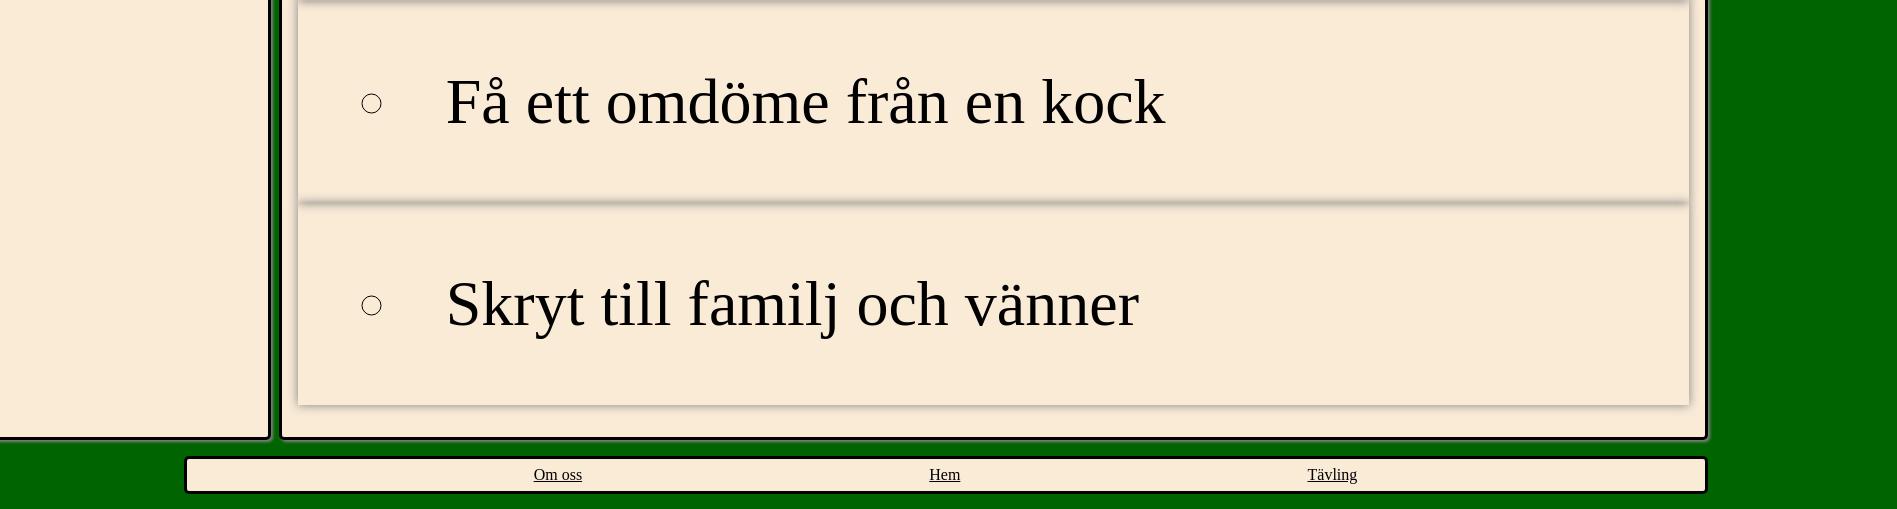 Få ett omdöme från en kock
Skryt till familj och vänner
Om oss Hem Tävling